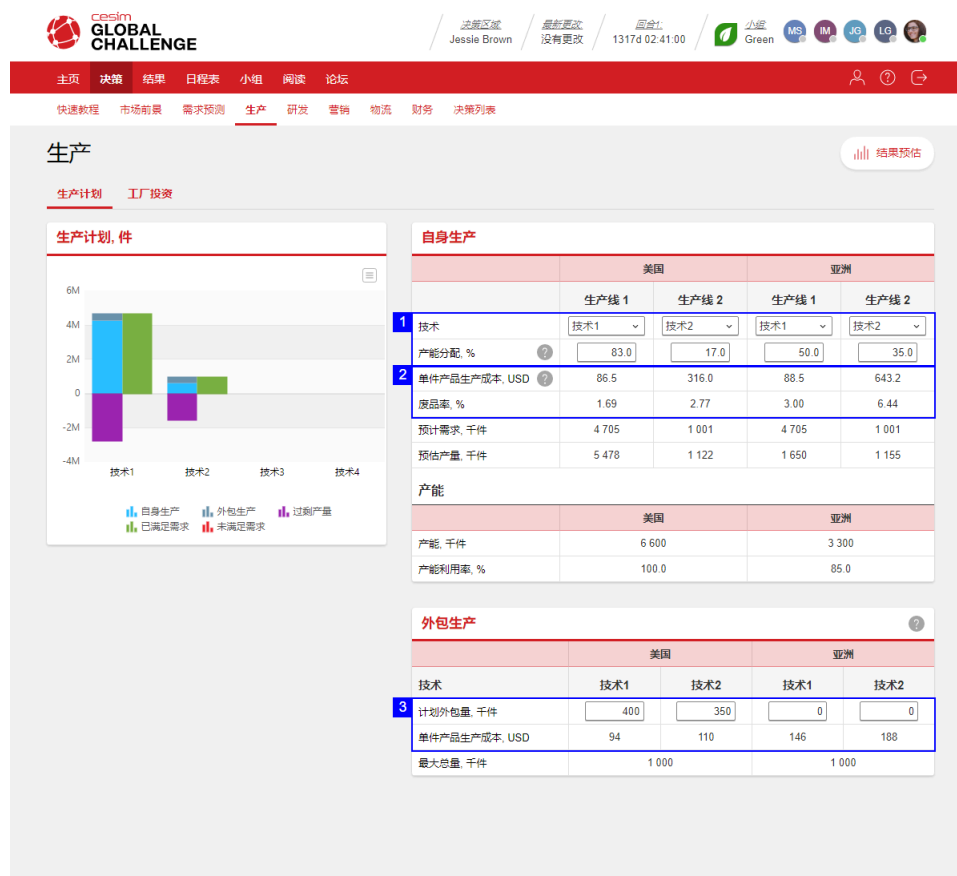 cesim
GLOBAL
CHALLENGE
决策区域:
Jessie Brown
最新更改:
没有更改
回合1:
1317d 02:41:00
小组:
Green
MS IM JG LG
主页 决策 结果 日程表 小组 阅读 论坛
快速教程 市场前景 需求预测 生产 研发 营销 物流 财务 决策列表
生产
结果预估
生产计划 工厂投资
生产计划, 件
6M
4M
2M
0
-2M
-4M
技术1 技术2 技术3 技术4
自身生产 外包生产 过剩产量
已满足需求 未满足需求
自身生产
美国 亚洲
生产线 1 生产线 2 生产线 1 生产线 2
1 技术 技术1 技术2 技术1 技术2
产能分配, % ? 83.0 17.0 50.0 35.0
2 单件产品生产成本, USD ? 86.5 316.0 88.5 643.2
废品率, % 1.69 2.77 3.00 6.44
预计需求, 千件 4 705 1 001 4 705 1 001
预估产量, 千件 5 478 1 122 1 650 1 155
产能
美国 亚洲
产能, 千件 6 600 3 300
产能利用率, % 100.0 85.0
外包生产 ?
美国 亚洲
技术 技术1 技术2 技术1 技术2
3 计划外包量, 千件 400 350 0 0
单件产品生产成本, USD 94 110 146 188
最大总量, 千件 1 000 1 000